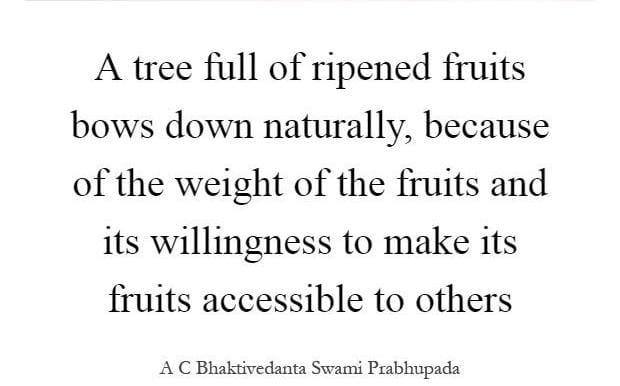 A tree full of ripened fruits
bows down naturally, because
of the weight of the fruits and
its willingness to make its
fruits accessible to others
A C Bhaktivedanta Swami Prabhupada